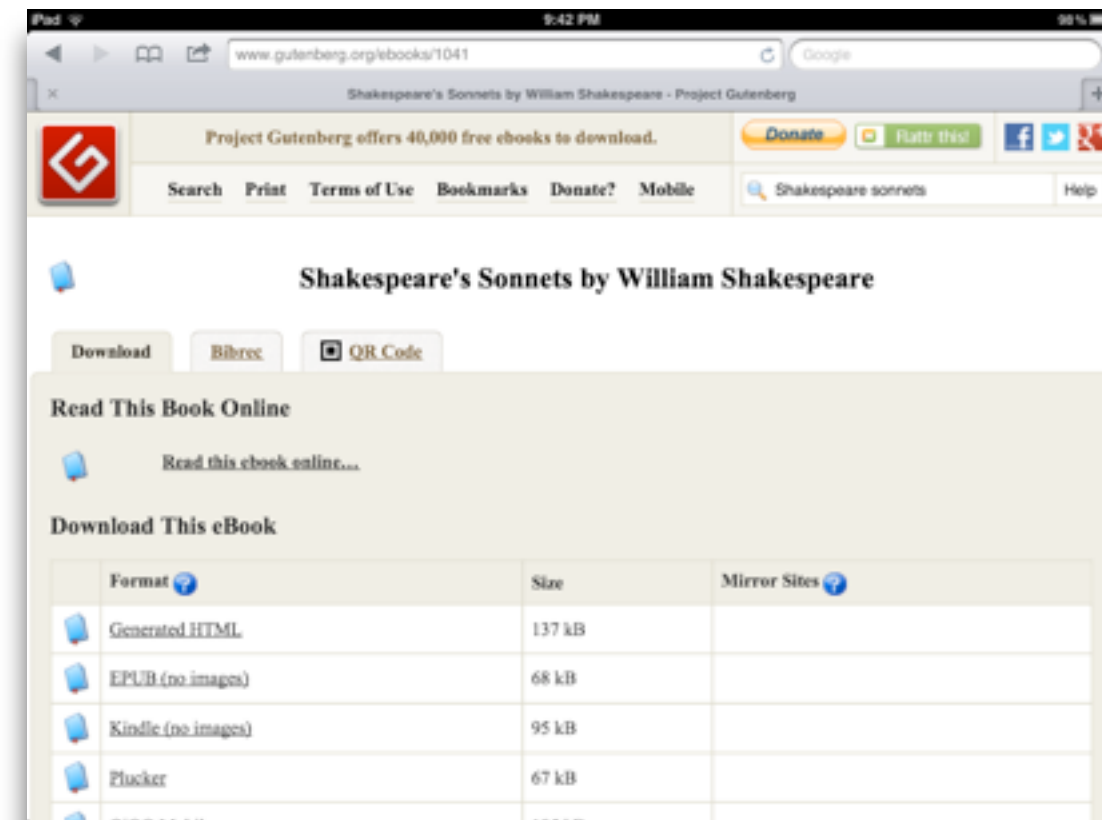 iPad 9:42 PM 98%
www.gutenberg.org/ebooks/1041 Google
Shakespeare's Sonnets by William Shakespeare - Project Gutenberg
Project Gutenberg offers 40,000 free ebooks to download. Donate Flattr this!
Search Print Terms of Use Bookmarks Donate? Mobile Shakespeare sonnets Help
Shakespeare's Sonnets by William Shakespeare
Download Bibrec QR Code
Read This Book Online
Read this ebook online...
Download This eBook
Format Size Mirror Sites
Generated HTML 137 kB
EPUB (no images) 68 kB
Kindle (no images) 95 kB
Plucker 67 kB